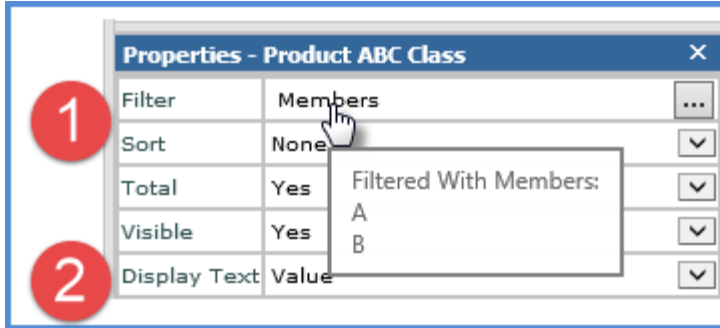 Properties - Product ABC Class ×
1
Filter Members ...
Sort None
Total Yes
Visible Yes
Filtered With Members:
A
B
2
Display Text Value